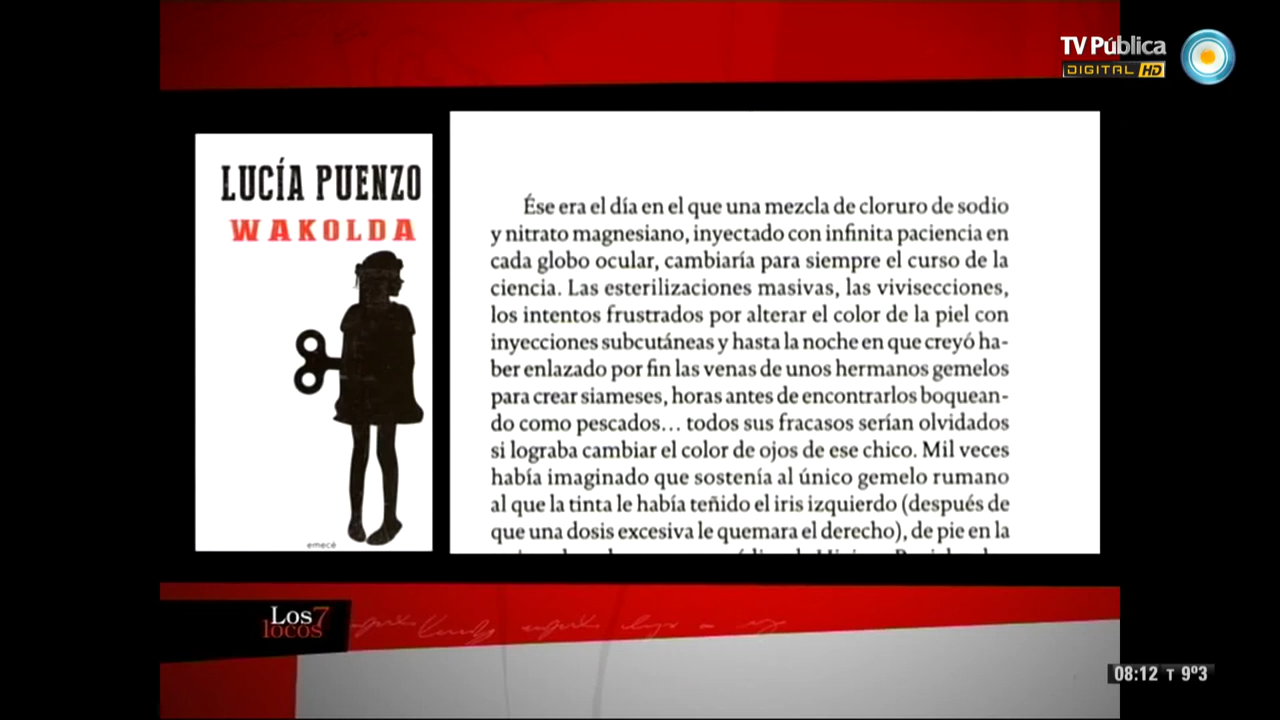 TV Pública
DIGITAL HD
LUCÍA PUENZO
WAKOLDA
emecé
Ése era el día en el que una mezcla de cloruro de sodio
y nitrato magnesiano, inyectado con infinita paciencia en
cada globo ocular, cambiaría para siempre el curso de la
ciencia. Las esterilizaciones masivas, las vivisecciones,
los intentos frustrados por alterar el color de la piel con
inyecciones subcutáneas y hasta la noche en que creyó ha-
ber enlazado por fin las venas de unos hermanos gemelos
para crear siameses, horas antes de encontrarlos boquean-
do como pescados... todos sus fracasos serían olvidados
si lograba cambiar el color de ojos de ese chico. Mil veces
había imaginado que sostenía al único gemelo rumano
al que la tinta le había teñido el iris izquierdo (después de
que una dosis excesiva le quemara el derecho), de pie en la
Los 7
locos
08:12 T 9º3